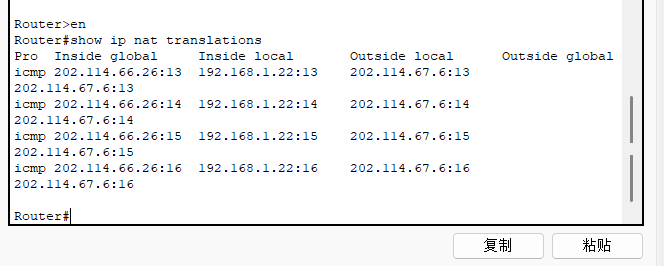 Router>en
Router#show ip nat translations
Pro  Inside global     Inside local       Outside local      Outside global
icmp 202.114.66.26:13  192.168.1.22:13    202.114.67.6:13
202.114.67.6:13
icmp 202.114.66.26:14  192.168.1.22:14    202.114.67.6:14
202.114.67.6:14
icmp 202.114.66.26:15  192.168.1.22:15    202.114.67.6:15
202.114.67.6:15
icmp 202.114.66.26:16  192.168.1.22:16    202.114.67.6:16
202.114.67.6:16
Router#
复制 粘贴